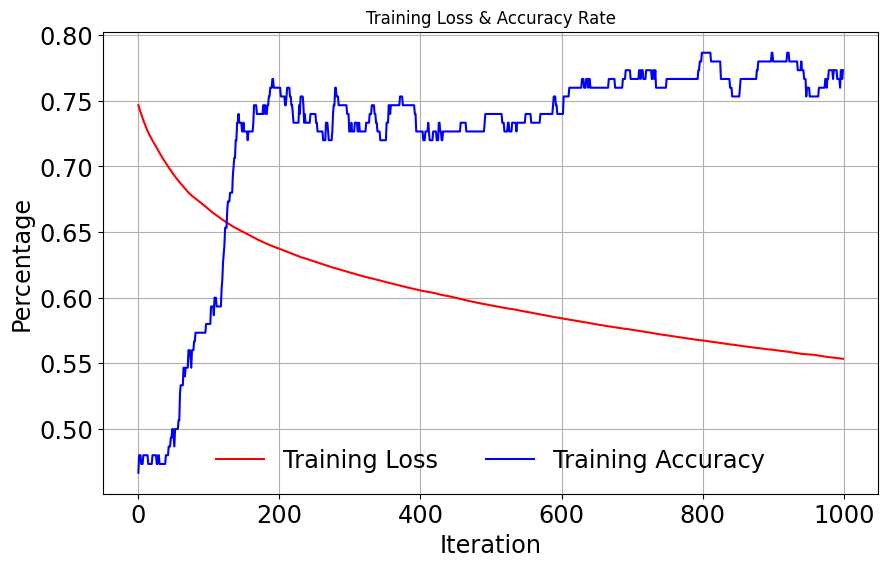 Training Loss & Accuracy Rate
0.80
0.75
0.70
0.65
0.60
0.55
0.50
Percentage
Training Loss
Training Accuracy
0
200
400
600
800
1000
Iteration